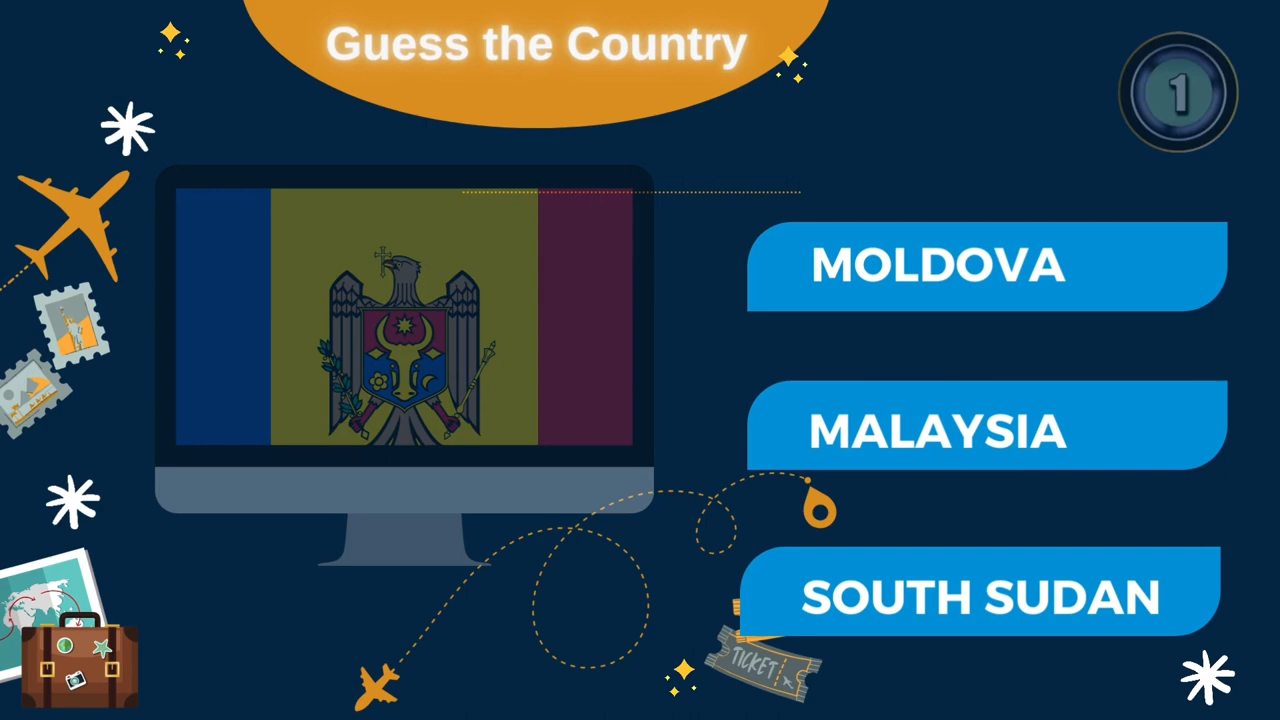 Guess the Country
1
MOLDOVA
MALAYSIA
SOUTH SUDAN
TICKET